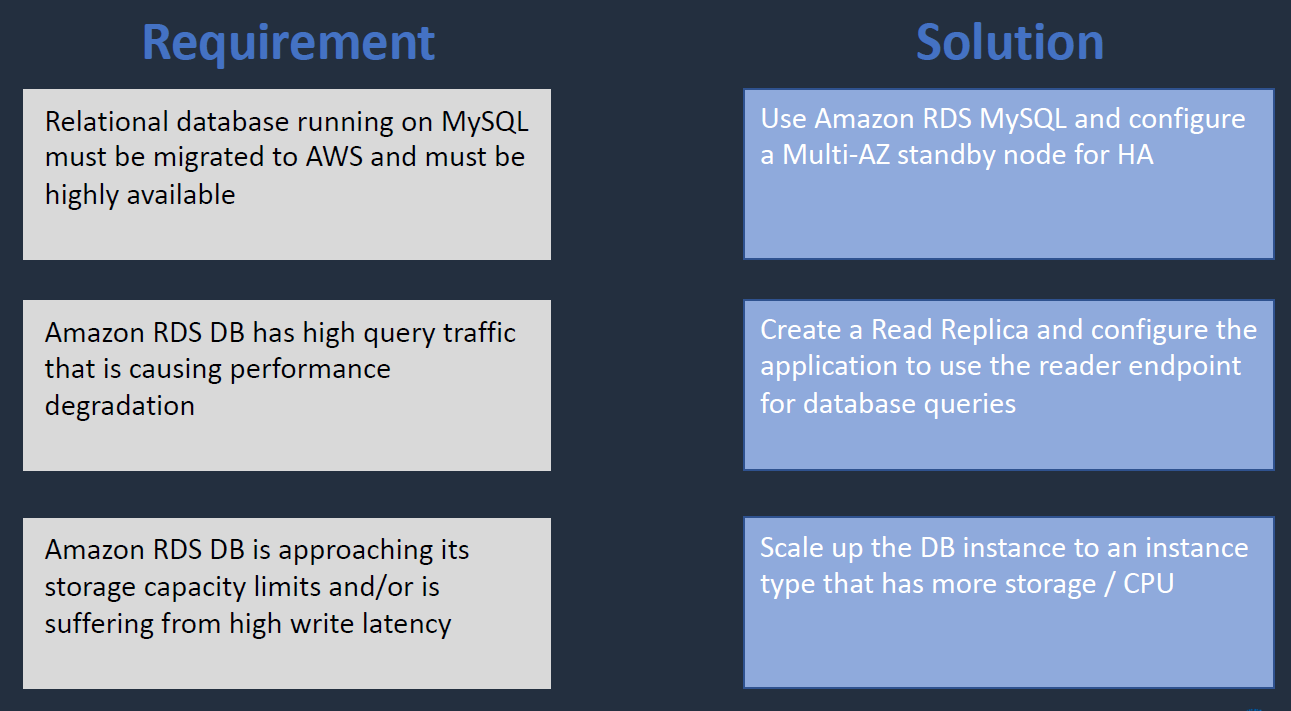 Requirement
Solution
Relational database running on MySQL
must be migrated to AWS and must be
highly available
Use Amazon RDS MySQL and configure
a Multi-AZ standby node for HA
Amazon RDS DB has high query traffic
that is causing performance
degradation
Create a Read Replica and configure the
application to use the reader endpoint
for database queries
Amazon RDS DB is approaching its
storage capacity limits and/or is
suffering from high write latency
Scale up the DB instance to an instance
type that has more storage / CPU